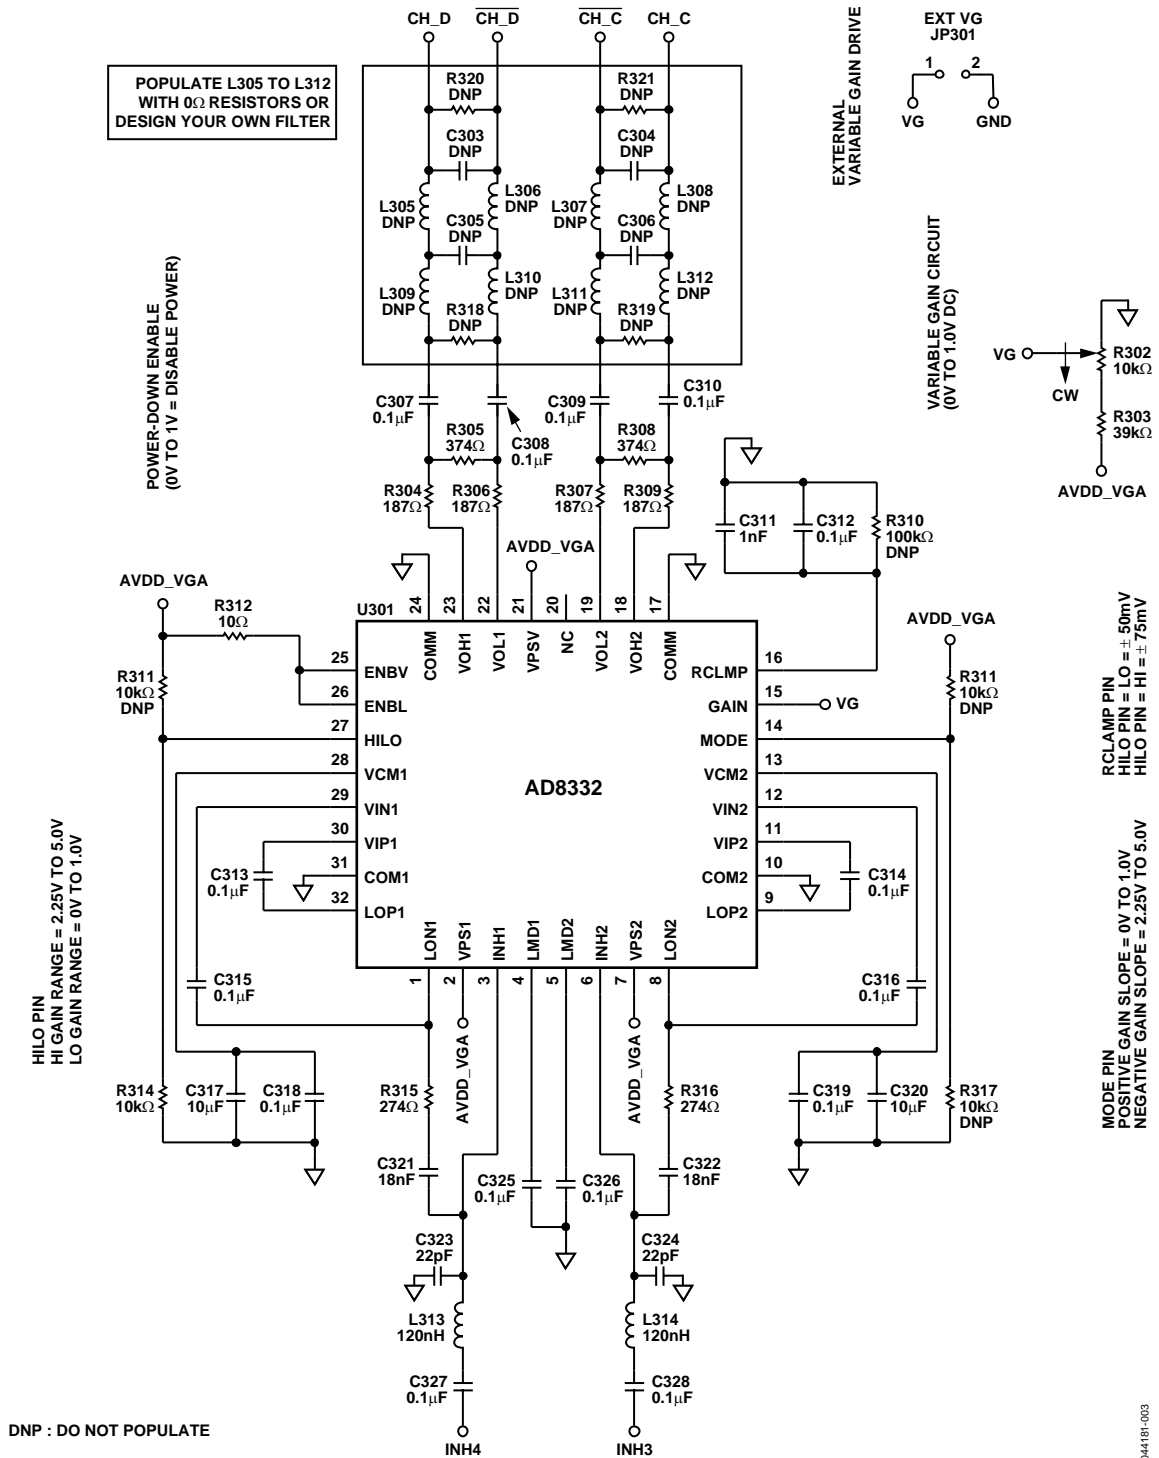 CH_D
CH_D
CH_C
CH_C
EXT VG
JP301
1
2
VG
GND
EXTERNAL
VARIABLE GAIN DRIVE
POPULATE L305 TO L312
WITH 0Ω RESISTORS OR
DESIGN YOUR OWN FILTER
R320
DNP
R321
DNP
C303
DNP
C304
DNP
L305
DNP
L306
DNP
L307
DNP
L308
DNP
C305
DNP
C306
DNP
L309
DNP
L310
DNP
L311
DNP
L312
DNP
R318
DNP
R319
DNP
POWER-DOWN ENABLE
(0V TO 1V = DISABLE POWER)
VARIABLE GAIN CIRCUIT
(0V TO 1.0V DC)
VG
CW
R302
10kΩ
R303
39kΩ
AVDD_VGA
C307
0.1µF
C308
0.1µF
C309
0.1µF
C310
0.1µF
R305
374Ω
R308
374Ω
R304
187Ω
R306
187Ω
R307
187Ω
R309
187Ω
C311
1nF
C312
0.1µF
R310
100kΩ
DNP
AVDD_VGA
AVDD_VGA
R312
10Ω
R311
10kΩ
DNP
AVDD_VGA
R311
10kΩ
DNP
U301
24
23
22
21
20
19
18
17
COMM
VOH1
VOL1
VPSV
NC
VOL2
VOH2
COMM
25
ENBV
26
ENBL
27
HILO
28
VCM1
29
VIN1
30
VIP1
31
COM1
32
LOP1
AD8332
RCLMP
16
GAIN
15
VG
MODE
14
VCM2
13
VIN2
12
VIP2
11
COM2
10
LOP2
9
LON1
VPS1
INH1
LMD1
LMD2
INH2
VPS2
LON2
1
2
3
4
5
6
7
8
RCLAMP PIN
HILO PIN = LO = ± 50mV
HILO PIN = HI = ± 75mV
HILO PIN
HI GAIN RANGE = 2.25V TO 5.0V
LO GAIN RANGE = 0V TO 1.0V
MODE PIN
POSITIVE GAIN SLOPE = 0V TO 1.0V
NEGATIVE GAIN SLOPE = 2.25V TO 5.0V
C313
0.1µF
C314
0.1µF
C315
0.1µF
C316
0.1µF
AVDD_VGA
AVDD_VGA
R314
10kΩ
C317
10µF
C318
0.1µF
R315
274Ω
R316
274Ω
C319
0.1µF
C320
10µF
R317
10kΩ
DNP
C321
18nF
C325
0.1µF
C326
0.1µF
C322
18nF
C323
22pF
C324
22pF
L313
120nH
L314
120nH
C327
0.1µF
C328
0.1µF
INH4
INH3
DNP : DO NOT POPULATE